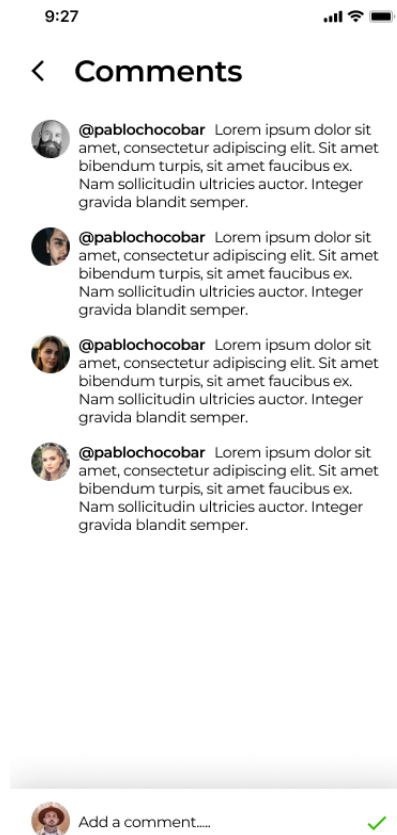 9:27
Comments
@pablochocobar Lorem ipsum dolor sit
amet, consectetur adipiscing elit. Sit amet
bibendum turpis, sit amet faucibus ex.
Nam sollicitudin ultricies auctor. Integer
gravida blandit semper.
@pablochocobar Lorem ipsum dolor sit
amet, consectetur adipiscing elit. Sit amet
bibendum turpis, sit amet faucibus ex.
Nam sollicitudin ultricies auctor. Integer
gravida blandit semper.
@pablochocobar Lorem ipsum dolor sit
amet, consectetur adipiscing elit. Sit amet
bibendum turpis, sit amet faucibus ex.
Nam sollicitudin ultricies auctor. Integer
gravida blandit semper.
@pablochocobar Lorem ipsum dolor sit
amet, consectetur adipiscing elit. Sit amet
bibendum turpis, sit amet faucibus ex.
Nam sollicitudin ultricies auctor. Integer
gravida blandit semper.
Add a comment.....